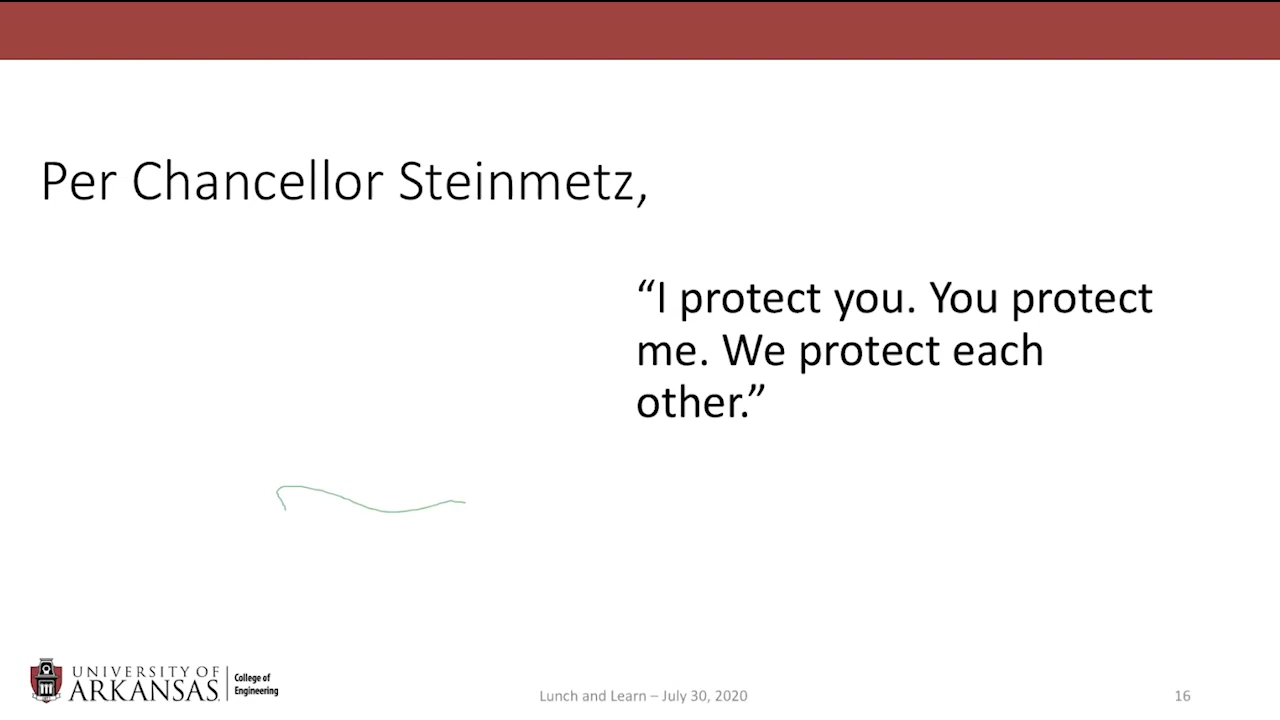 Per Chancellor Steinmetz,
“I protect you. You protect
me. We protect each
other.”
UNIVERSITY OF
ARKANSAS.
College of
Engineering
Lunch and Learn – July 30, 2020
16